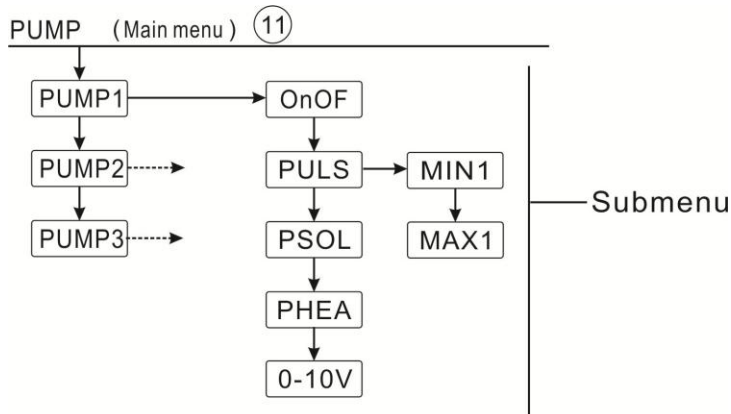 PUMP (Main menu) 11
PUMP1 OnOF
PUMP2 PULS MIN1
Submenu
PUMP3 PSOL MAX1
PHEA
0-10V